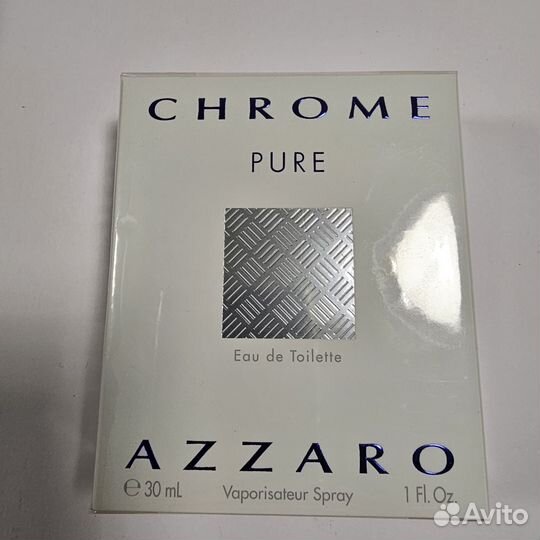 CHROME
PURE
Eau de Toilette
AZZARO
℮ 30 mL Vaporisateur Spray 1 Fl. Oz.
Avito